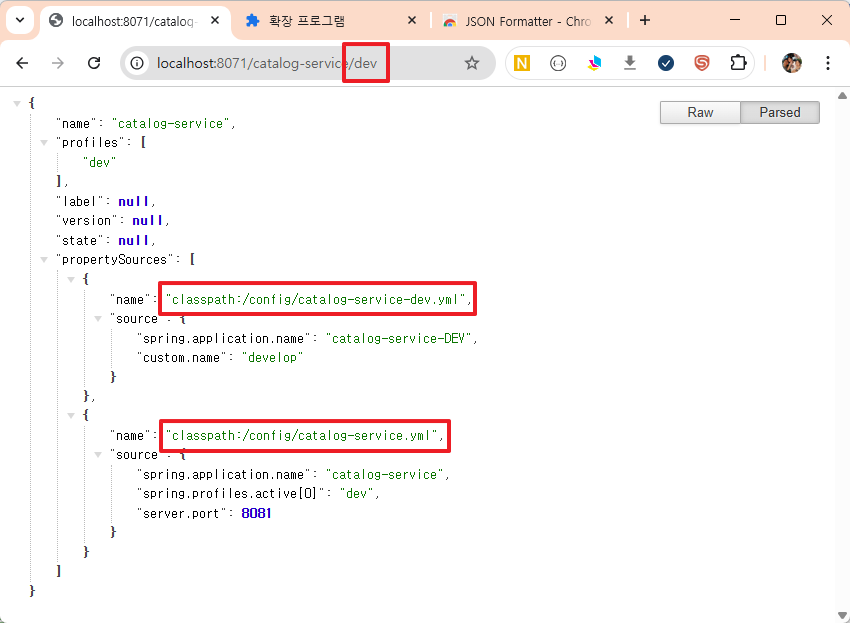 localhost:8071/catalog-
확장 프로그램
JSON Formatter - Chro
localhost:8071/catalog-service/dev
N
S
Raw
Parsed
{
"name": "catalog-service",
"profiles": [
"dev"
],
"label": null,
"version": null,
"state": null,
"propertySources": [
{
"name": "classpath:/config/catalog-service-dev.yml",
"source": {
"spring.application.name": "catalog-service-DEV",
"custom.name": "develop"
}
},
{
"name": "classpath:/config/catalog-service.yml",
"source": {
"spring.application.name": "catalog-service",
"spring.profiles.active[0]": "dev",
"server.port": 8081
}
}
]
}